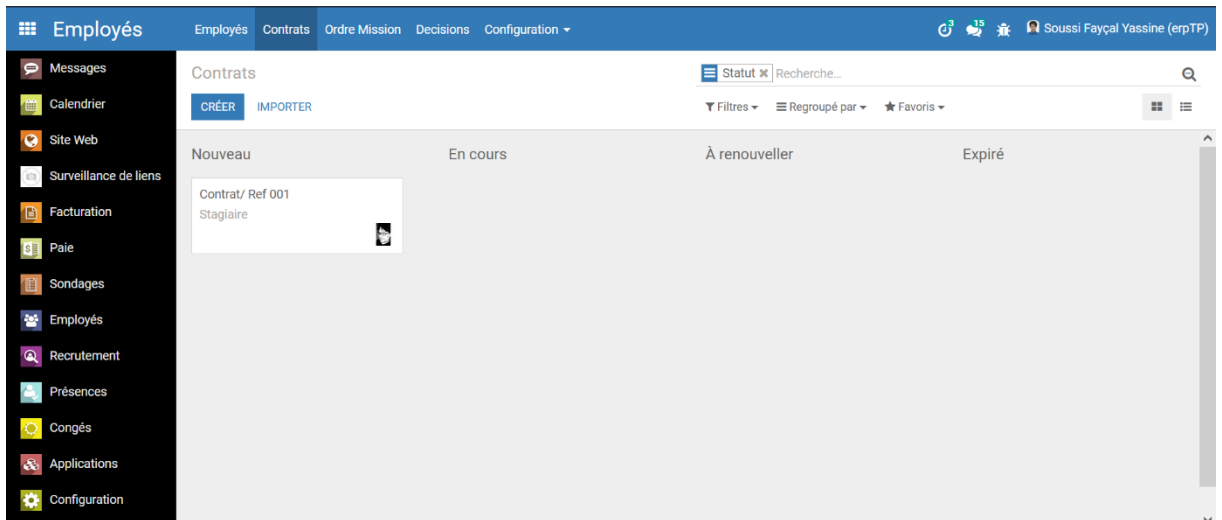 Employés
Employés Contrats Ordre Mission Decisions Configuration
3 15 Soussi Fayçal Yassine (erpTP)
Messages
Calendrier
Site Web
Surveillance de liens
Facturation
Paie
Sondages
Employés
Recrutement
Présences
Congés
Applications
Configuration
Contrats
Statut Recherche...
CRÉER IMPORTER
Filtres Regroupé par Favoris
Nouveau En cours À renouveller Expiré
Contrat/ Ref 001
Stagiaire